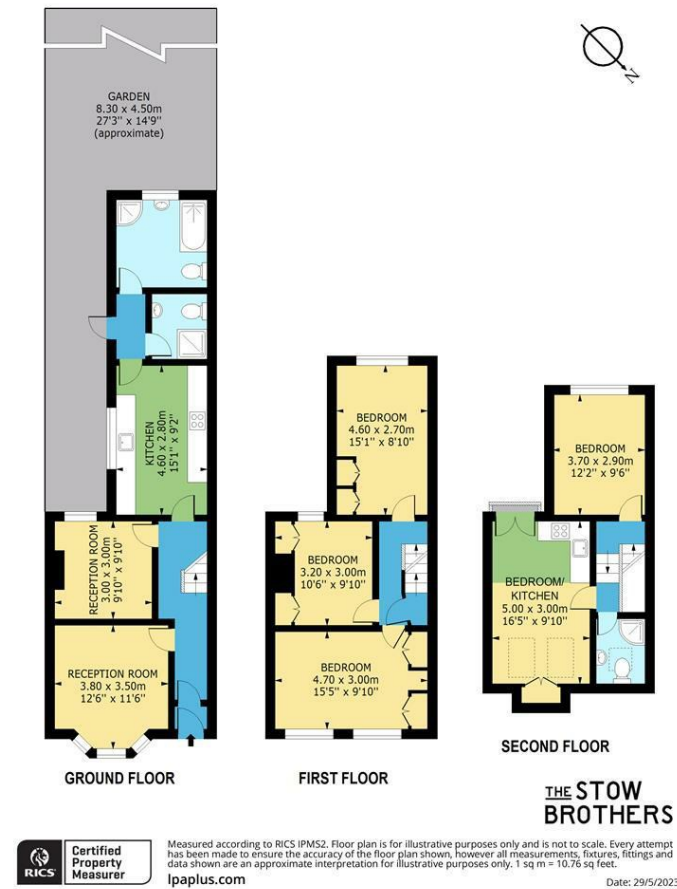 N
GARDEN
8.30 x 4.50m
27'3" x 14'9"
(approximate)
KITCHEN
4.60 x 2.80m
15'1" x 9'2"
RECEPTION ROOM
3.00 x 3.00m
9'10" x 9'10"
RECEPTION ROOM
3.80 x 3.50m
12'6" x 11'6"
GROUND FLOOR
BEDROOM
4.60 x 2.70m
15'1" x 8'10"
BEDROOM
3.20 x 3.00m
10'6" x 9'10"
BEDROOM
4.70 x 3.00m
15'5" x 9'10"
FIRST FLOOR
BEDROOM
3.70 x 2.90m
12'2" x 9'6"
BEDROOM/
KITCHEN
5.00 x 3.00m
16'5" x 9'10"
SECOND FLOOR
THE STOW
BROTHERS
RICS
Certified
Property
Measurer
Measured according to RICS IPMS2. Floor plan is for illustrative purposes only and is not to scale. Every attempt
has been made to ensure the accuracy of the floor plan shown, however all measurements, fixtures, fittings and
data shown are an approximate interpretation for illustrative purposes only. 1 sq m = 10.76 sq feet.
lpaplus.com
Date: 29/5/2023